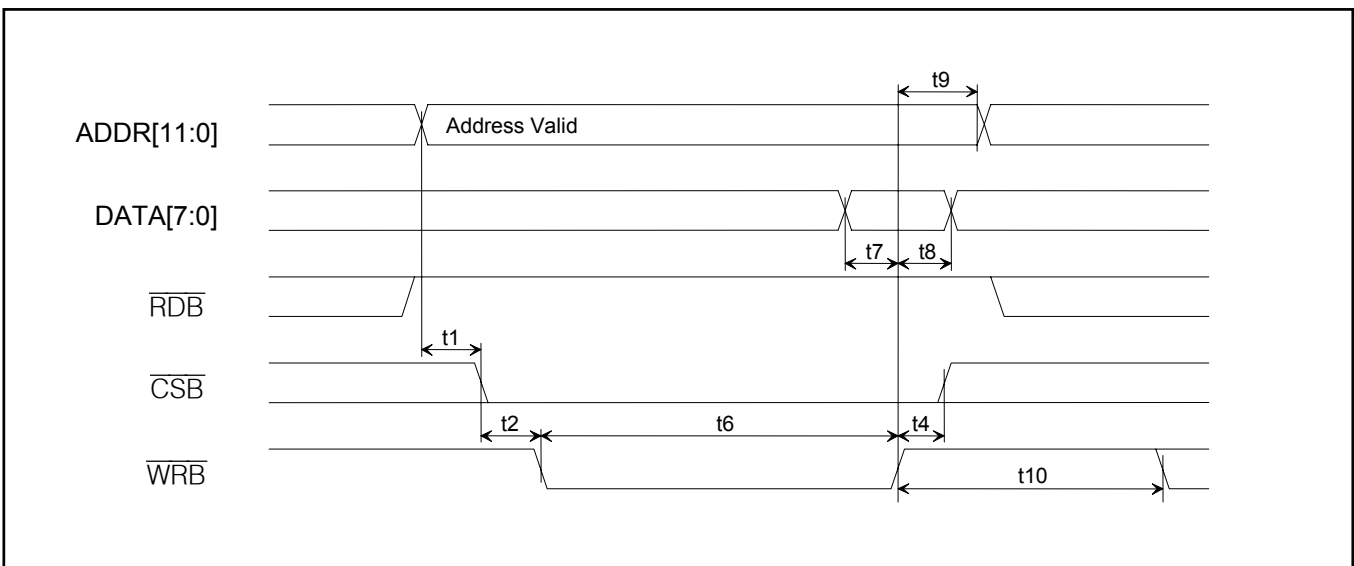 t9
ADDR[11:0]
Address Valid
DATA[7:0]
t7
t8
RDB
t1
CSB
t2
t6
t4
WRB
t10